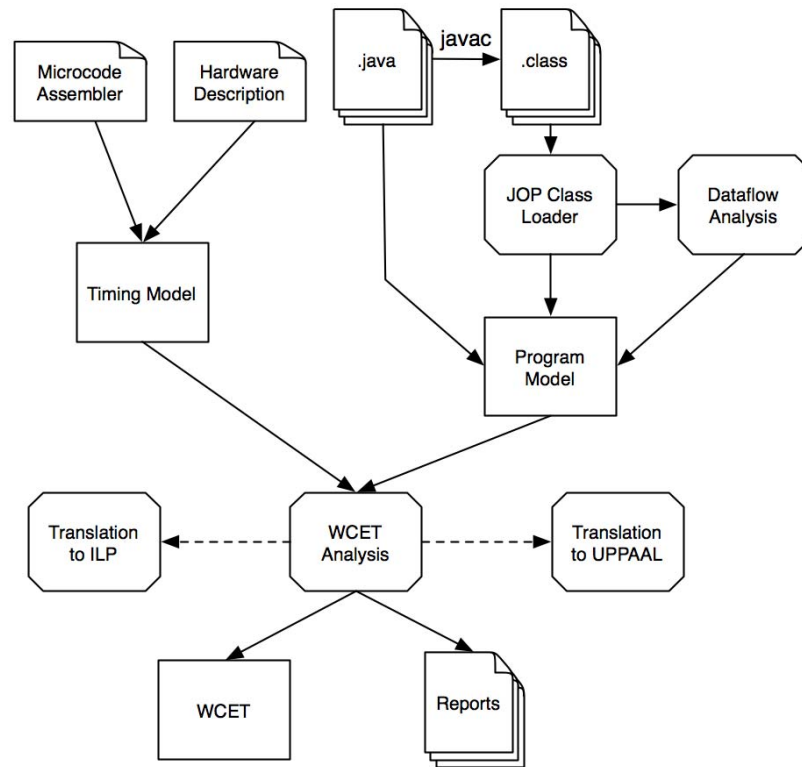 javac
Microcode
Assembler
Hardware
Description
.java
.class
JOP Class
Loader
Dataflow
Analysis
Timing Model
Program
Model
Translation
to ILP
WCET
Analysis
Translation
to UPPAAL
WCET
Reports